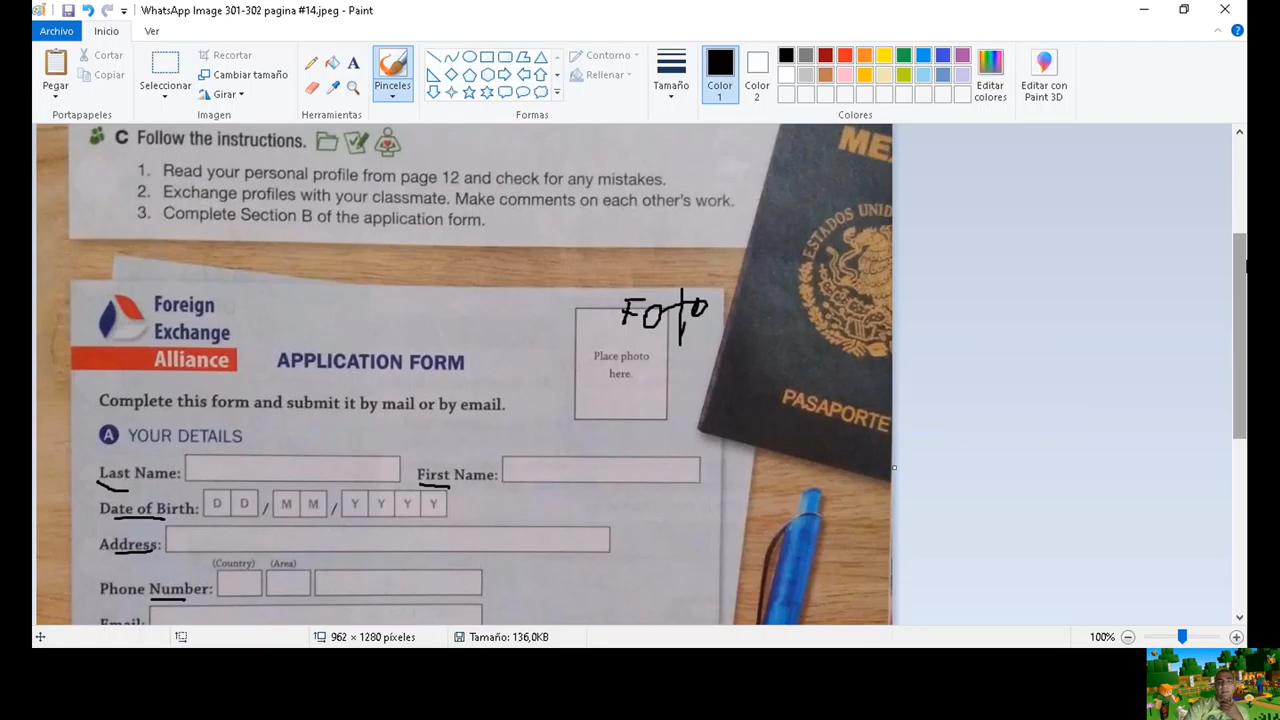 WhatsApp Image 301-302 pagina #14.jpeg - Paint
Archivo Inicio Ver
Pegar
Cortar
Copiar
Portapapeles
Seleccionar
Recortar
Cambiar tamaño
Girar
Imagen
A
Herramientas
Pinceles
Contorno
Rellenar
Formas
Tamaño
Color 1
Color 2
Editar colores
Colores
Editar con Paint 3D
C Follow the instructions.
1. Read your personal profile from page 12 and check for any mistakes.
2. Exchange profiles with your classmate. Make comments on each other's work.
3. Complete Section B of the application form.
ESTADOS UNID
PASAPORTE
Foreign
Exchange
Alliance
APPLICATION FORM
Foto
Place photo
here.
Complete this form and submit it by mail or by email.
A YOUR DETAILS
Last Name: First Name:
Date of Birth: D D / M M / Y Y Y Y
Address:
(Country) (Area)
Phone Number:
Email:
962 × 1280 píxeles
Tamaño: 136,0KB
100%